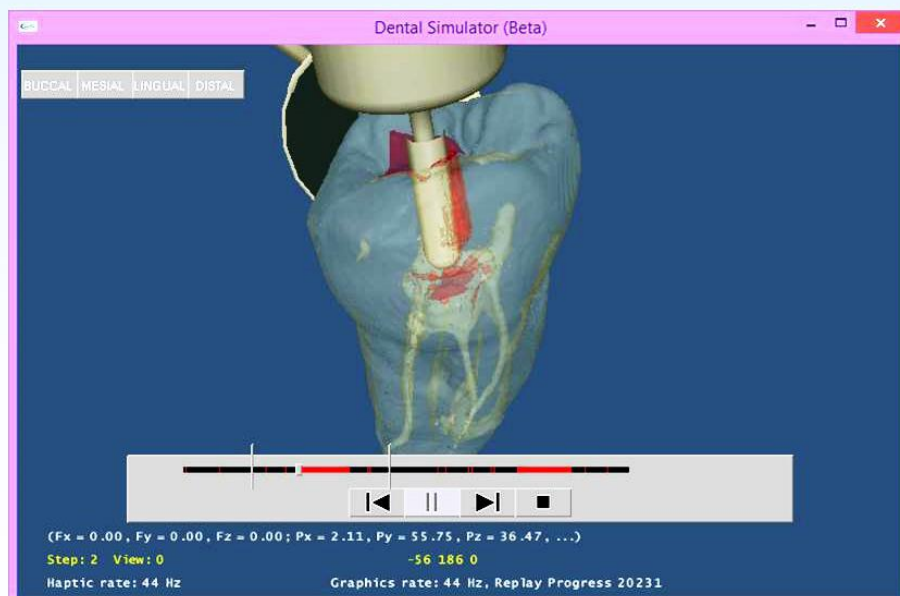 Dental Simulator (Beta)
BUCCAL MESIAL LINGUAL DISTAL
(Fx = 0.00, Fy = 0.00, Fz = 0.00; Px = 2.11, Py = 55.75, Pz = 36.47, ...)
Step: 2 View: 0 -56 186 0
Haptic rate: 44 Hz Graphics rate: 44 Hz, Replay Progress 20231